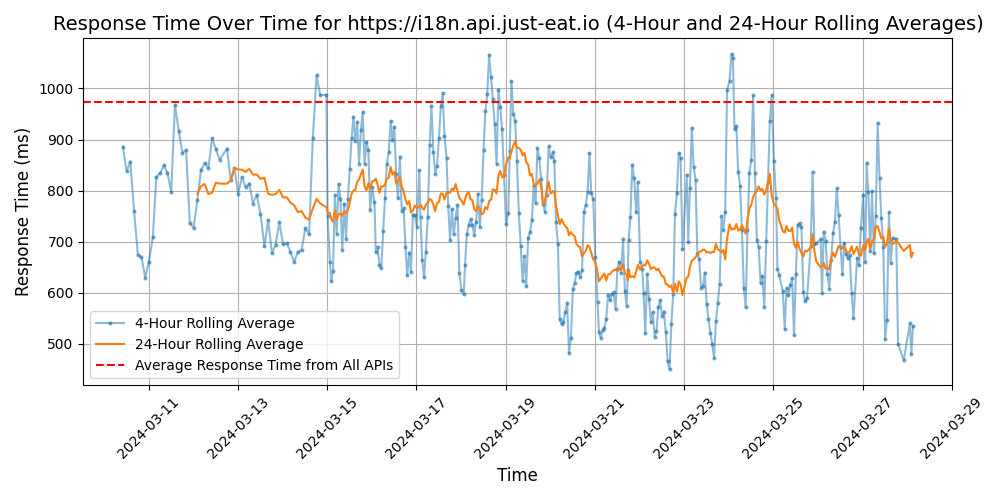 Response Time Over Time for https://i18n.api.just-eat.io (4-Hour and 24-Hour Rolling Averages)
Response Time (ms)
1000
900
800
700
600
500
4-Hour Rolling Average
24-Hour Rolling Average
Average Response Time from All APIs
2024-03-11
2024-03-13
2024-03-15
2024-03-17
2024-03-19
2024-03-21
2024-03-23
2024-03-25
2024-03-27
2024-03-29
Time